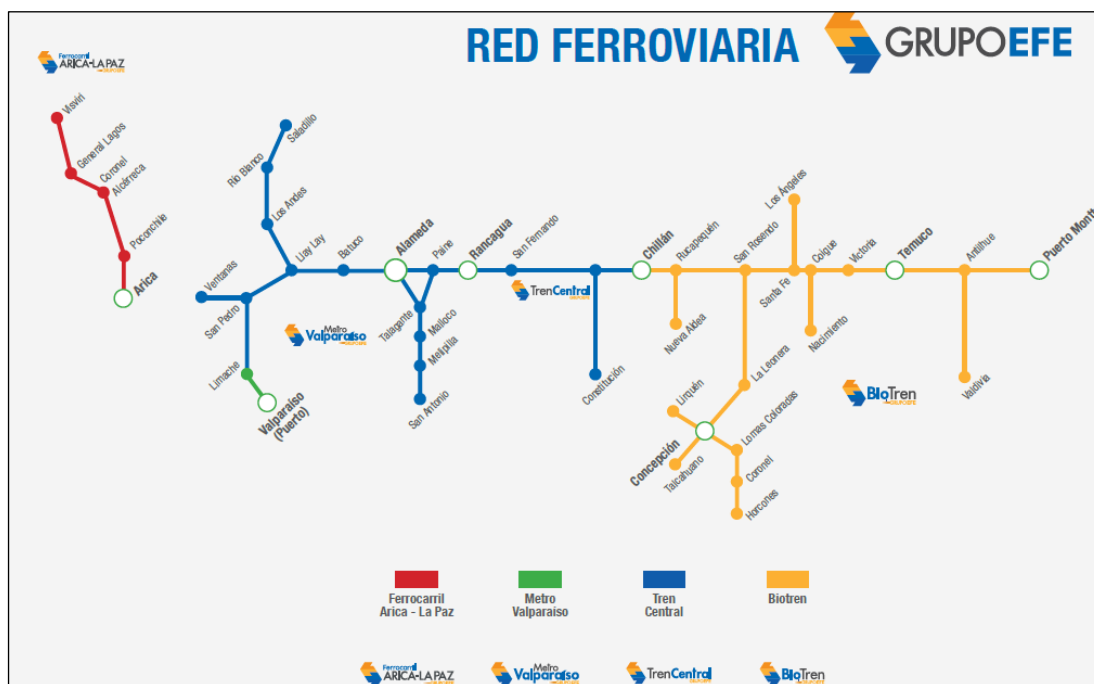 RED FERROVIARIA
GRUPOEFE
Ferrocarril
ARICA-LA PAZ
Visviri
General Lagos
Coronel
Alcérreca
Poconchile
Arica
Saladillo
Río Blanco
Los Andes
Llay Lay
Batuco
Ventanas
San Pedro
Limache
Valparaíso
(Puerto)
Metro
Valparaíso
Alameda
Paine
Talagante
Malloco
Melipilla
San Antonio
Rancagua
San Fernando
TrenCentral
Constitución
Chillán
Rucapequén
Nueva Aldea
San Rosendo
La Leonera
Lirquén
Concepción
Talcahuano
Lomas Coloradas
Coronel
Horcones
Los Ángeles
Santa Fe
Coigue
Nacimiento
Victoria
Temuco
BioTren
Antilhue
Valdivia
Puerto Montt
Ferrocarril
Arica - La Paz
Metro
Valparaíso
Tren
Central
Biotren
Ferrocarril
ARICA-LA PAZ
Metro
Valparaíso
TrenCentral
BioTren